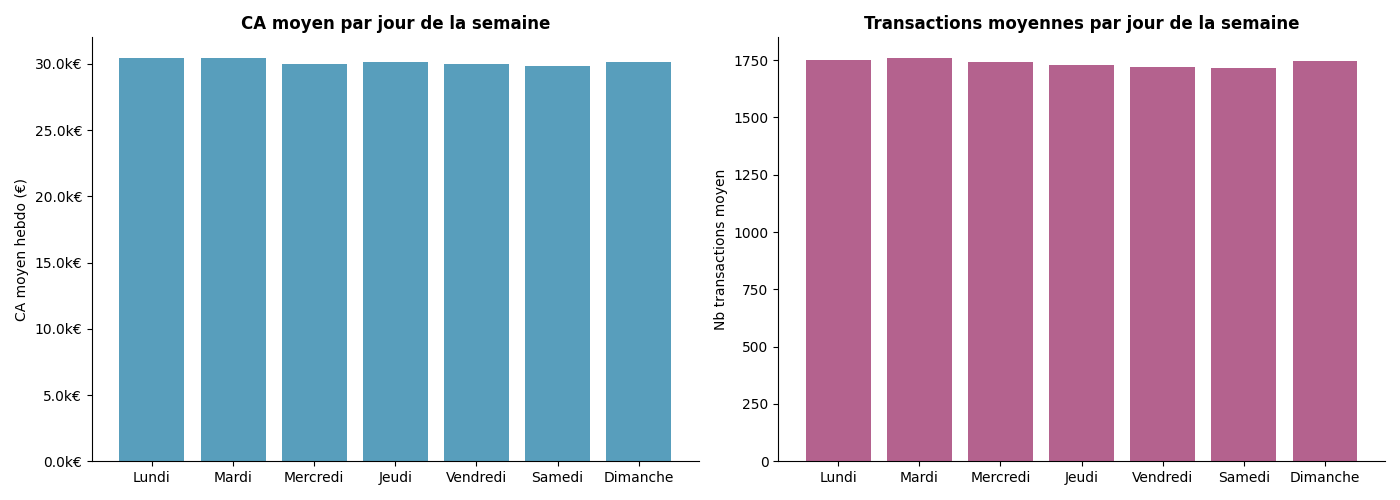 CA moyen par jour de la semaine
CA moyen hebdo (€)
30.0k€
25.0k€
20.0k€
15.0k€
10.0k€
5.0k€
0.0k€
Lundi Mardi Mercredi Jeudi Vendredi Samedi Dimanche
Transactions moyennes par jour de la semaine
Nb transactions moyen
1750
1500
1250
1000
750
500
250
0
Lundi Mardi Mercredi Jeudi Vendredi Samedi Dimanche